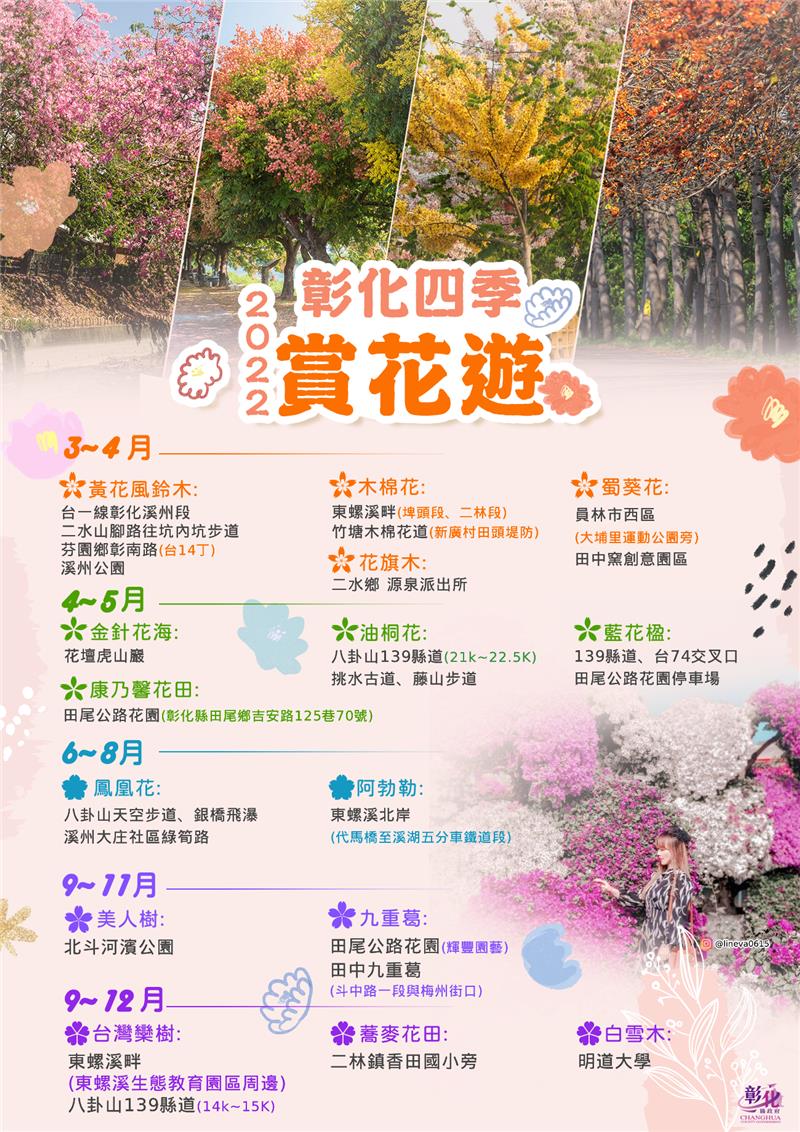 2022
彰化四季
賞花遊
3~4月
黃花風鈴木:
台一線彰化溪州段
二水山腳路往坑內坑步道
芬園鄉彰南路(台14丁)
溪州公園
木棉花:
東螺溪畔(埤頭段、二林段)
竹塘木棉花道(新廣村田頭堤防)
花旗木:
二水鄉 源泉派出所
蜀葵花:
員林市西區
(大埔里運動公園旁)
田中窯創意園區
4~5月
金針花海:
花壇虎山巖
康乃馨花田:
田尾公路花園(彰化縣田尾鄉吉安路125巷70號)
油桐花:
八卦山139縣道(21k~22.5K)
挑水古道、藤山步道
藍花楹:
139縣道、台74交叉口
田尾公路花園停車場
6~8月
鳳凰花:
八卦山天空步道、銀橋飛瀑
溪州大庄社區綠筍路
阿勃勒:
東螺溪北岸
(代馬橋至溪湖五分車鐵道段)
9~11月
美人樹:
北斗河濱公園
九重葛:
田尾公路花園(輝豐園藝)
田中九重葛
(斗中路一段與梅州街口)
@lineva0615
9~12月
台灣欒樹:
東螺溪畔
(東螺溪生態教育園區周邊)
八卦山139縣道(14k~15K)
蕎麥花田:
二林鎮香田國小旁
白雪木:
明道大學
彰化
縣政府
CHANGHUA
COUNTY GOVERNMENT